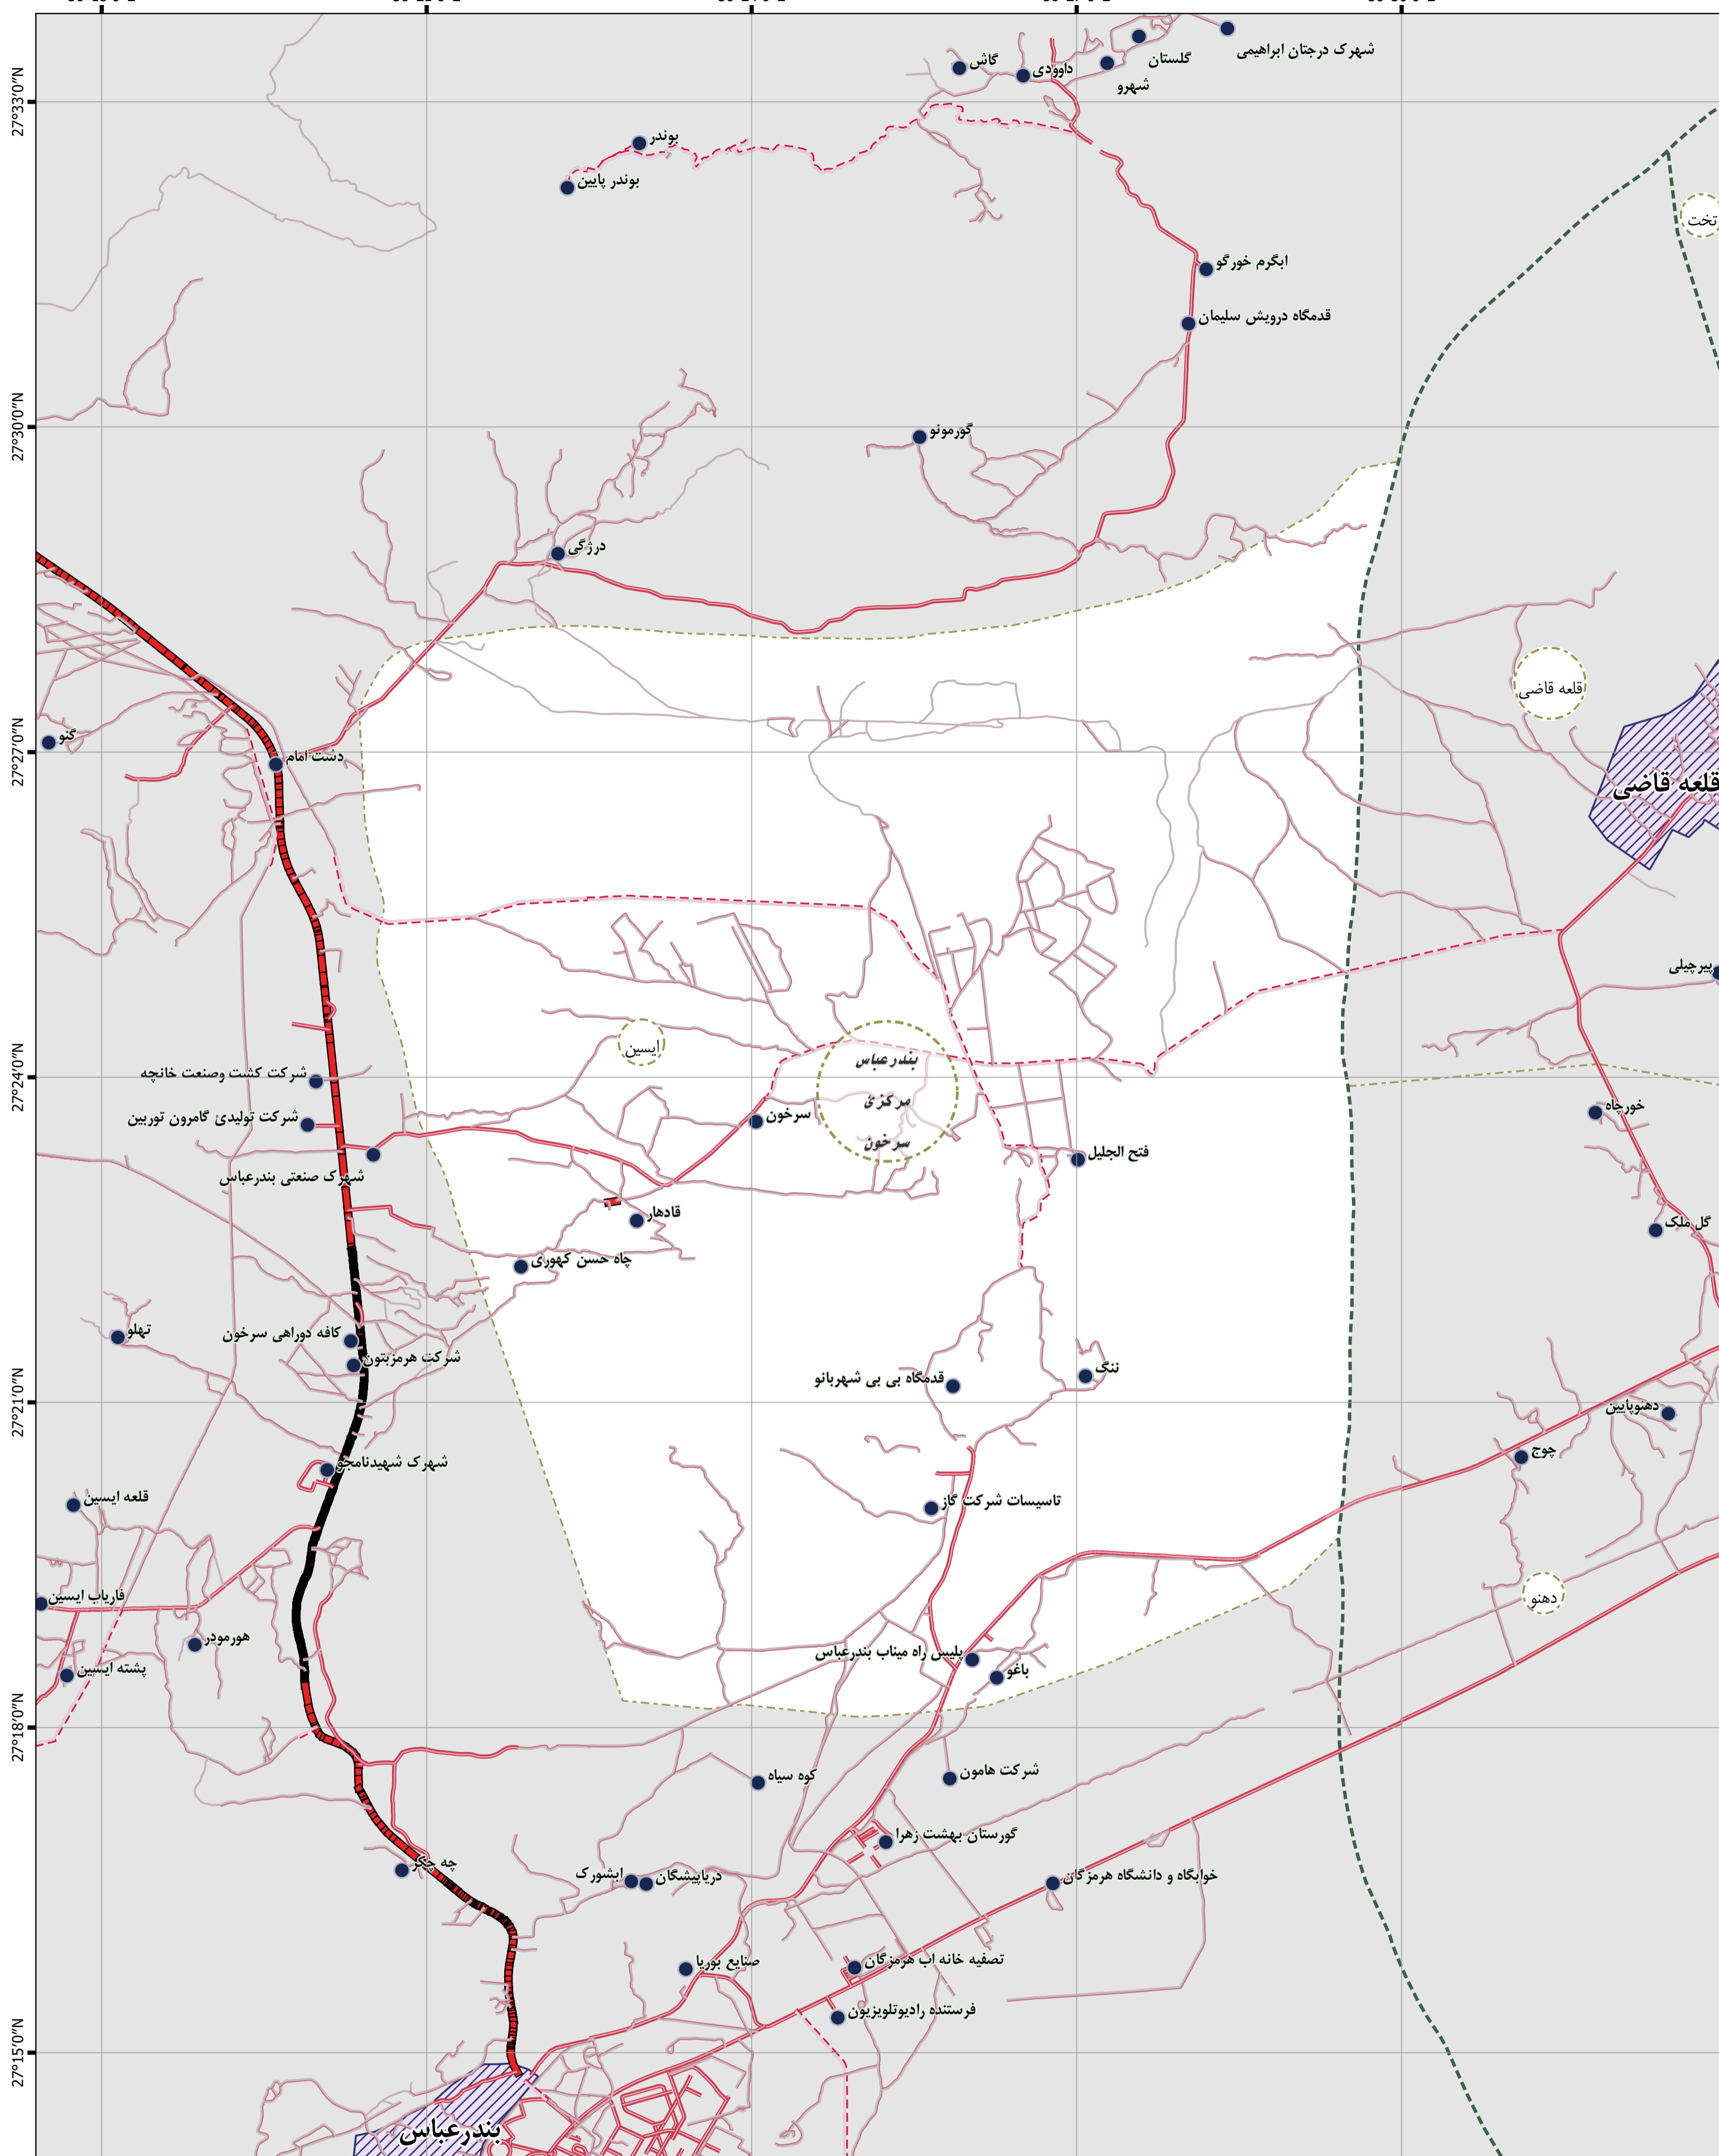 شهرک درجتان ابراهیمی
گلستان
شهرو
داوودی
گاش
27°33'0"N
بوندر
بوندر پایین
تخت
ابگرم خورگو
قدمگاه درویش سلیمان
27°30'0"N
گورمونو
درژگی
قلعه قاضی
گنو
27°27'0"N
دشت امام
قلعه قاضی
پیرچیلی
ایسین
بندرعباس
مرکزی
سرخون
27°24'0"N
شرکت کشت وصنعت خانچه
شرکت تولیدئ گامرون توربین
سرخون
خورچاه
شهرک صنعتی بندرعباس
فتح الجلیل
قادهار
گل ملک
چاه حسن کهوری
تهلو
کافه دوراهی سرخون
شرکت هرمزبتون
قدمگاه بی بی شهربانو
ننگ
27°21'0"N
دهنوپایین
چوج
شهرک شهیدنامجو
قلعه ایسین
تاسیسات شرکت گاز
فاریاب ایسین
دهنو
هورمودر
پشته ایسین
پلیس راه میناب بندرعباس
باغو
27°18'0"N
کوه سیاه
شرکت هامون
گورستان بهشت زهرا
چه چکر
ابشورک
دریاپیشگان
خوابگاه و دانشگاه هرمزگان
صنایع بوریا
تصفیه خانه اب هرمزگان
فرستنده رادیوتلویزیون
27°15'0"N
بندرعباس